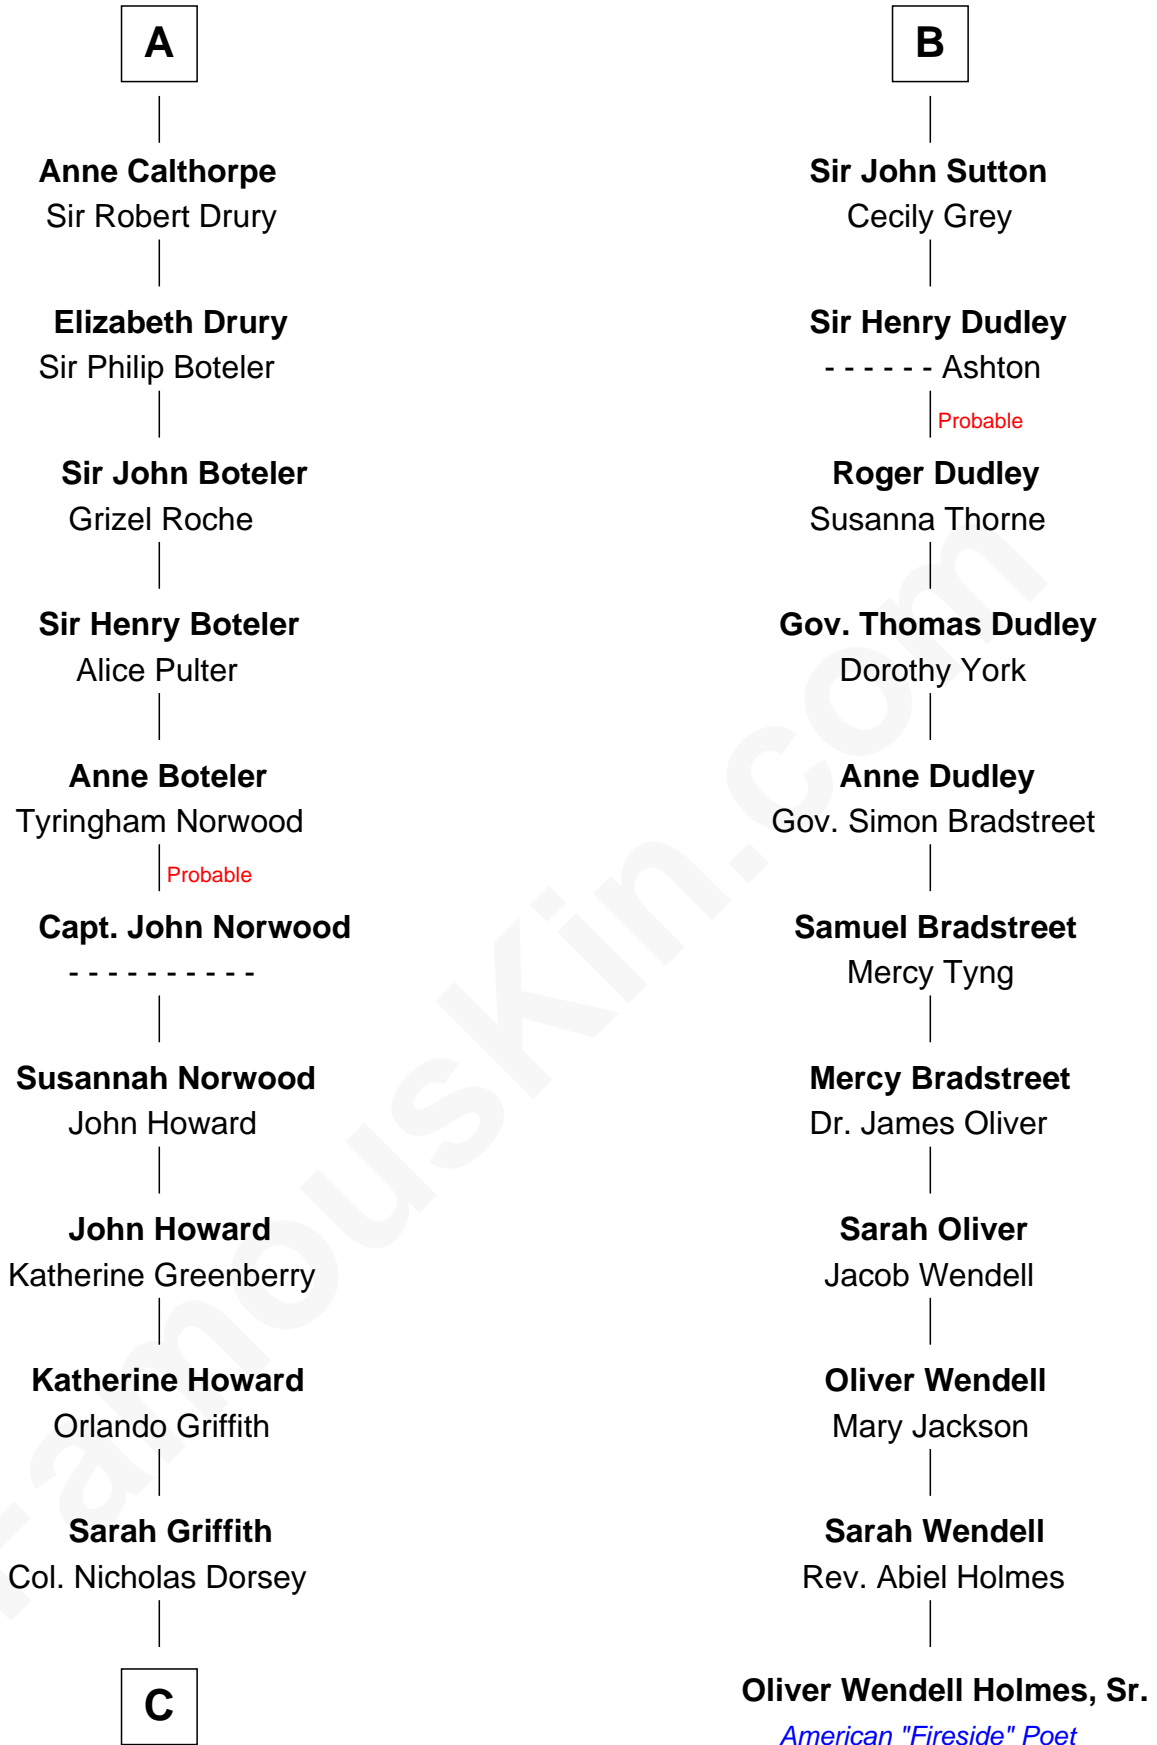 A
Anne Calthorpe
Sir Robert Drury
Elizabeth Drury
Sir Philip Boteler
Sir John Boteler
Grizel Roche
Sir Henry Boteler
Alice Pulter
Anne Boteler
Tyringham Norwood
Probable
Capt. John Norwood
- - - - - - - - - -
Susannah Norwood
John Howard
John Howard
Katherine Greenberry
Katherine Howard
Orlando Griffith
Sarah Griffith
Col. Nicholas Dorsey
C
B
Sir John Sutton
Cecily Grey
Sir Henry Dudley
- - - - - - Ashton
Probable
Roger Dudley
Susanna Thorne
Gov. Thomas Dudley
Dorothy York
Anne Dudley
Gov. Simon Bradstreet
Samuel Bradstreet
Mercy Tyng
Mercy Bradstreet
Dr. James Oliver
Sarah Oliver
Jacob Wendell
Oliver Wendell
Mary Jackson
Sarah Wendell
Rev. Abiel Holmes
Oliver Wendell Holmes, Sr.
American "Fireside" Poet
FamousKin.com